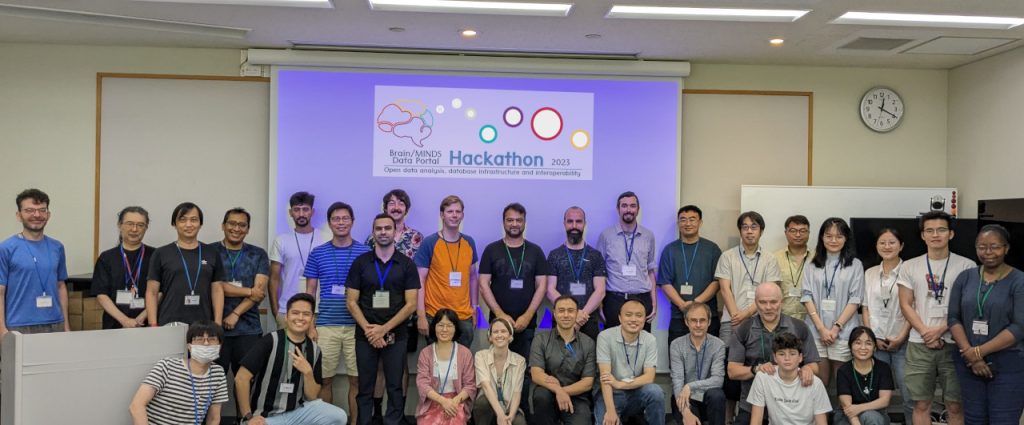 Brain/MINDS
Data Portal
Hackathon 2023
Open data analysis, database infrastructure and interoperability